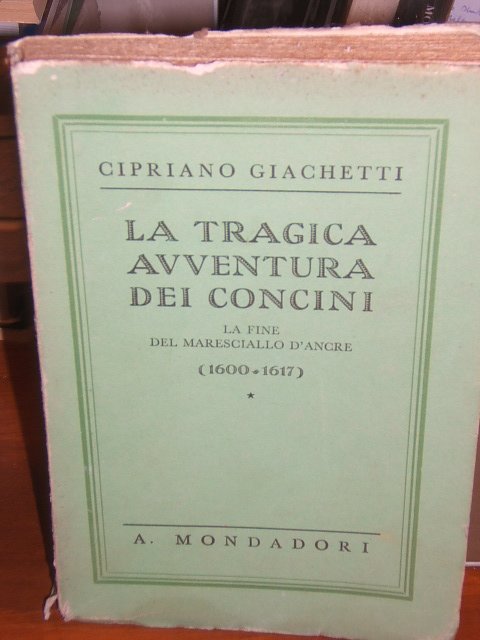 CIPRIANO GIACHETTI
LA TRAGICA
AVVENTURA
DEI CONCINI
LA FINE
DEL MARESCIALLO D'ANCRE
(1600-1617)
★
A. MONDADORI